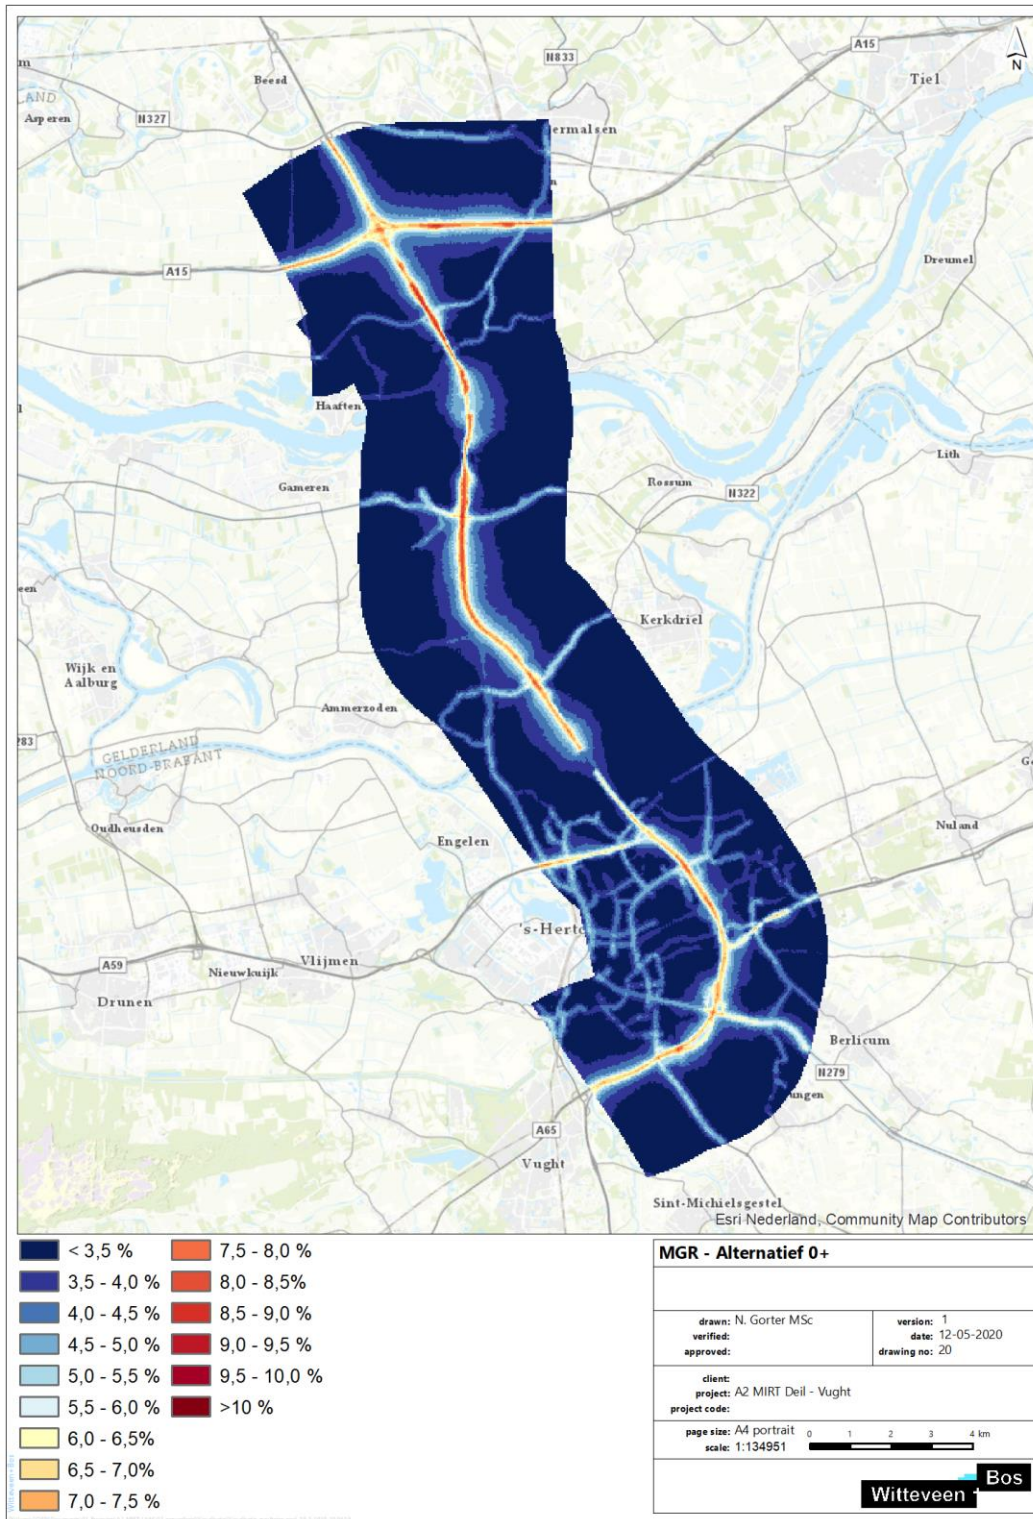 N833
A15
N
Beesd
Tiel
LAND
Asperen
N327
ermalsen
Dreumel
A15
Haaften
Lith
Gameren
Rossum
N322
een
Kerkdriel
Wijk en
Aalburg
Ammerzoden
283
GELDERLAND
NOORD-BRABANT
Oudheusden
Engelen
Nuland
's-Herto
A59
Nieuwkuijk
Vlijmen
Drunen
Berlicum
N279
ungen
A65
Vught
Sint-Michielsgestel
Esri Nederland, Community Map Contributors
< 3,5 %
3,5 - 4,0 %
4,0 - 4,5 %
4,5 - 5,0 %
5,0 - 5,5 %
5,5 - 6,0 %
6,0 - 6,5%
6,5 - 7,0%
7,0 - 7,5 %
7,5 - 8,0 %
8,0 - 8,5%
8,5 - 9,0 %
9,0 - 9,5 %
9,5 - 10,0 %
>10 %
MGR - Alternatief 0+
drawn: N. Gorter MSc
verified:
approved:
version: 1
date: 12-05-2020
drawing no: 20
client:
project: A2 MIRT Deil - Vught
project code:
page size: A4 portrait
scale: 1:134951
0 1 2 3 4 km
Witteveen + Bos
Witteveen+Bos